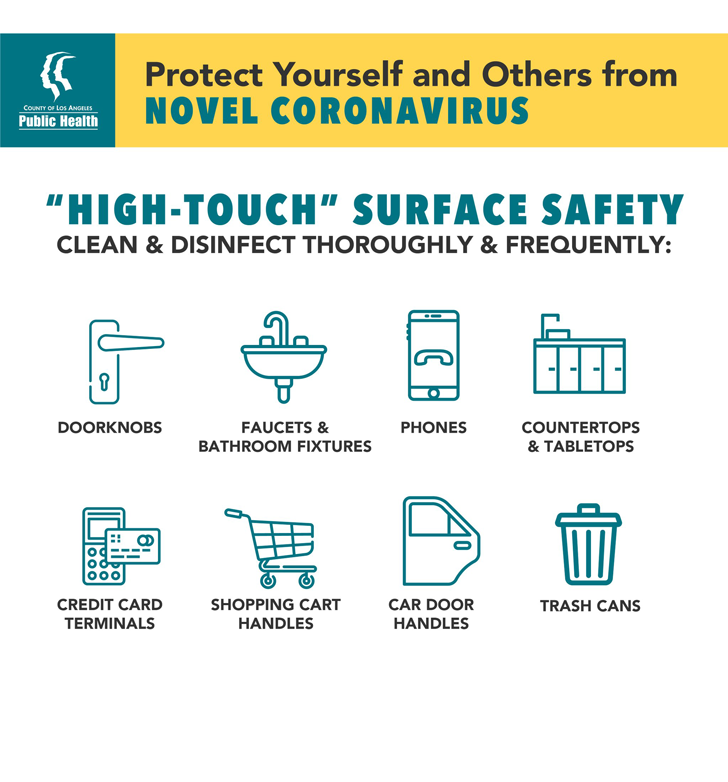 County of Los Angeles
Public Health
Protect Yourself and Others from
NOVEL CORONAVIRUS
“HIGH-TOUCH” SURFACE SAFETY
CLEAN & DISINFECT THOROUGHLY & FREQUENTLY:
DOORKNOBS
FAUCETS &
BATHROOM FIXTURES
PHONES
COUNTERTOPS
& TABLETOPS
CREDIT CARD
TERMINALS
SHOPPING CART
HANDLES
CAR DOOR
HANDLES
TRASH CANS